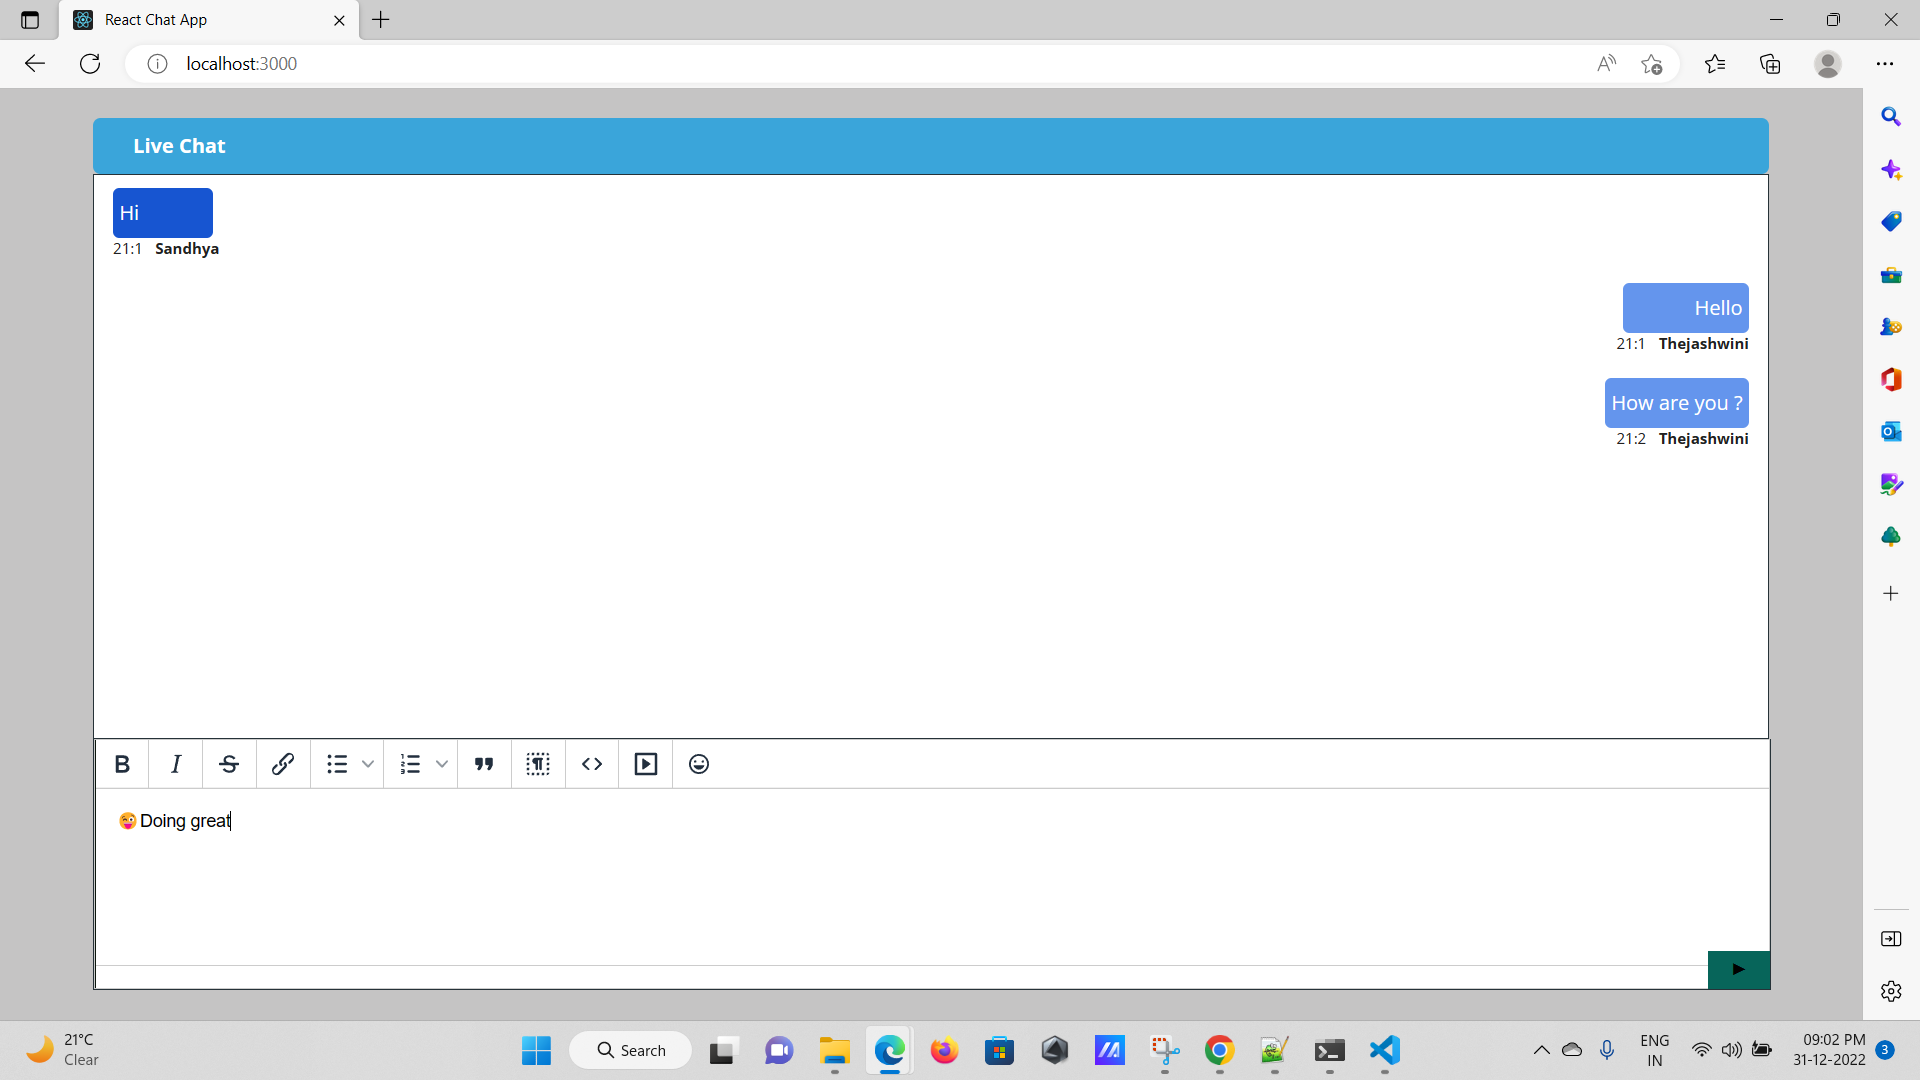 React Chat App
localhost:3000
Live Chat
Hi
21:1 Sandhya
Hello
21:1 Thejashwini
How are you ?
21:2 Thejashwini
😜Doing great
21°C
Clear
Search
ENG
IN
09:02 PM
31-12-2022
3